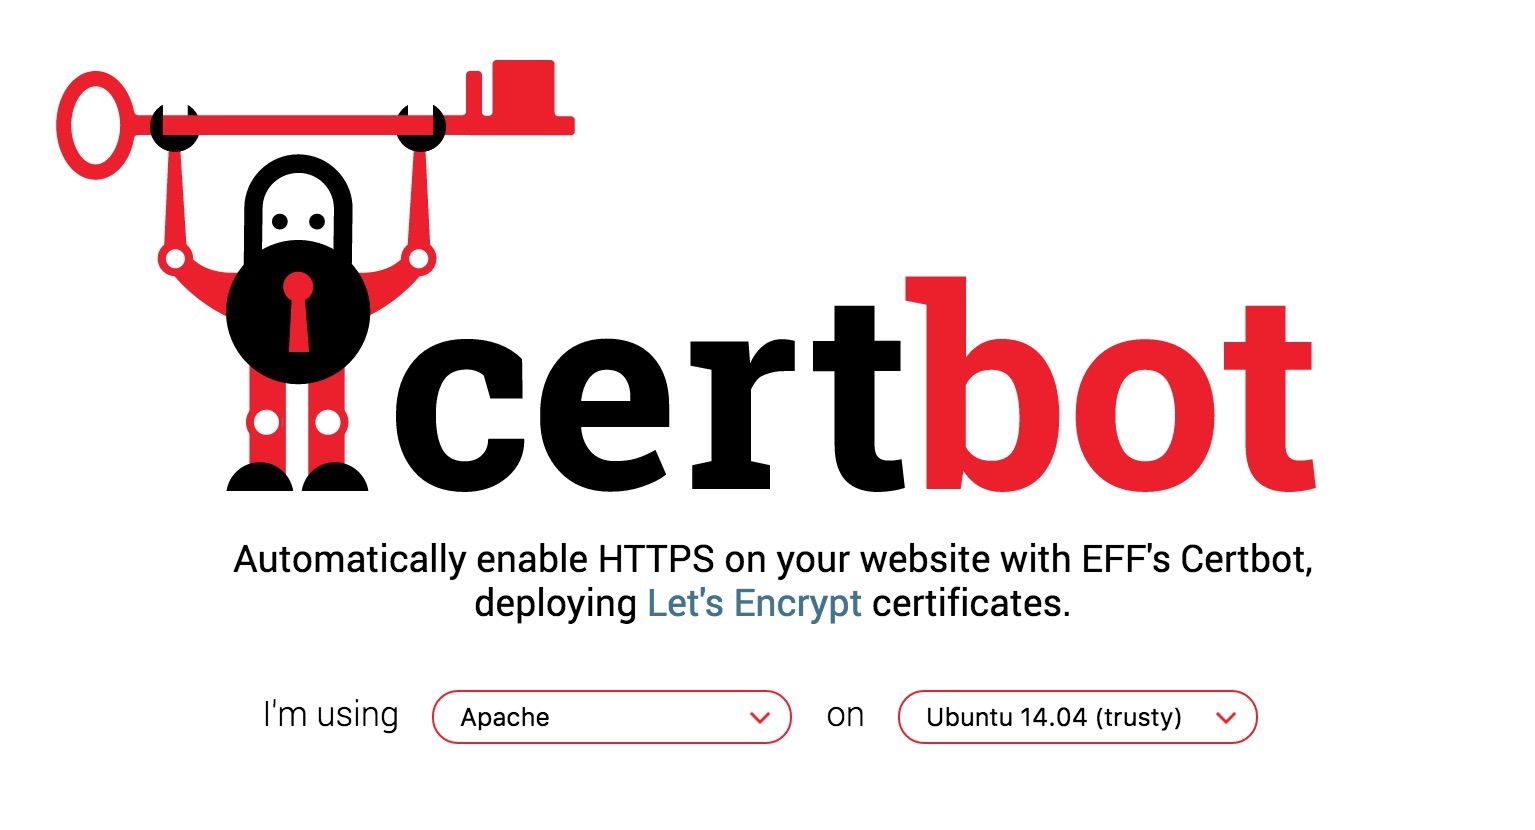 certbot
Automatically enable HTTPS on your website with EFF's Certbot,
deploying Let's Encrypt certificates.
I'm using Apache on Ubuntu 14.04 (trusty)